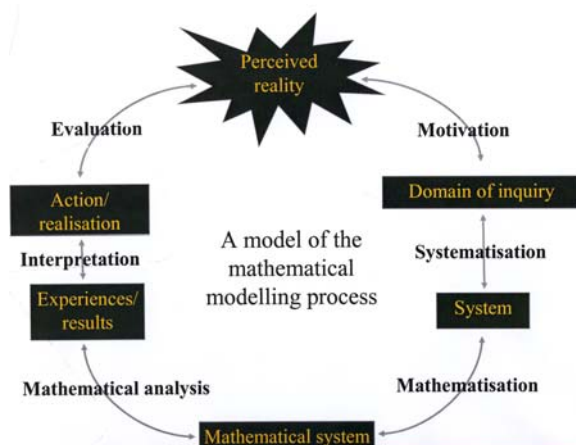 Perceived
reality
Evaluation
Motivation
Action/
realisation
Domain of inquiry
A model of the
mathematical
modelling process
Interpretation
Systematisation
Experiences/
results
System
Mathematical analysis
Mathematisation
Mathematical system